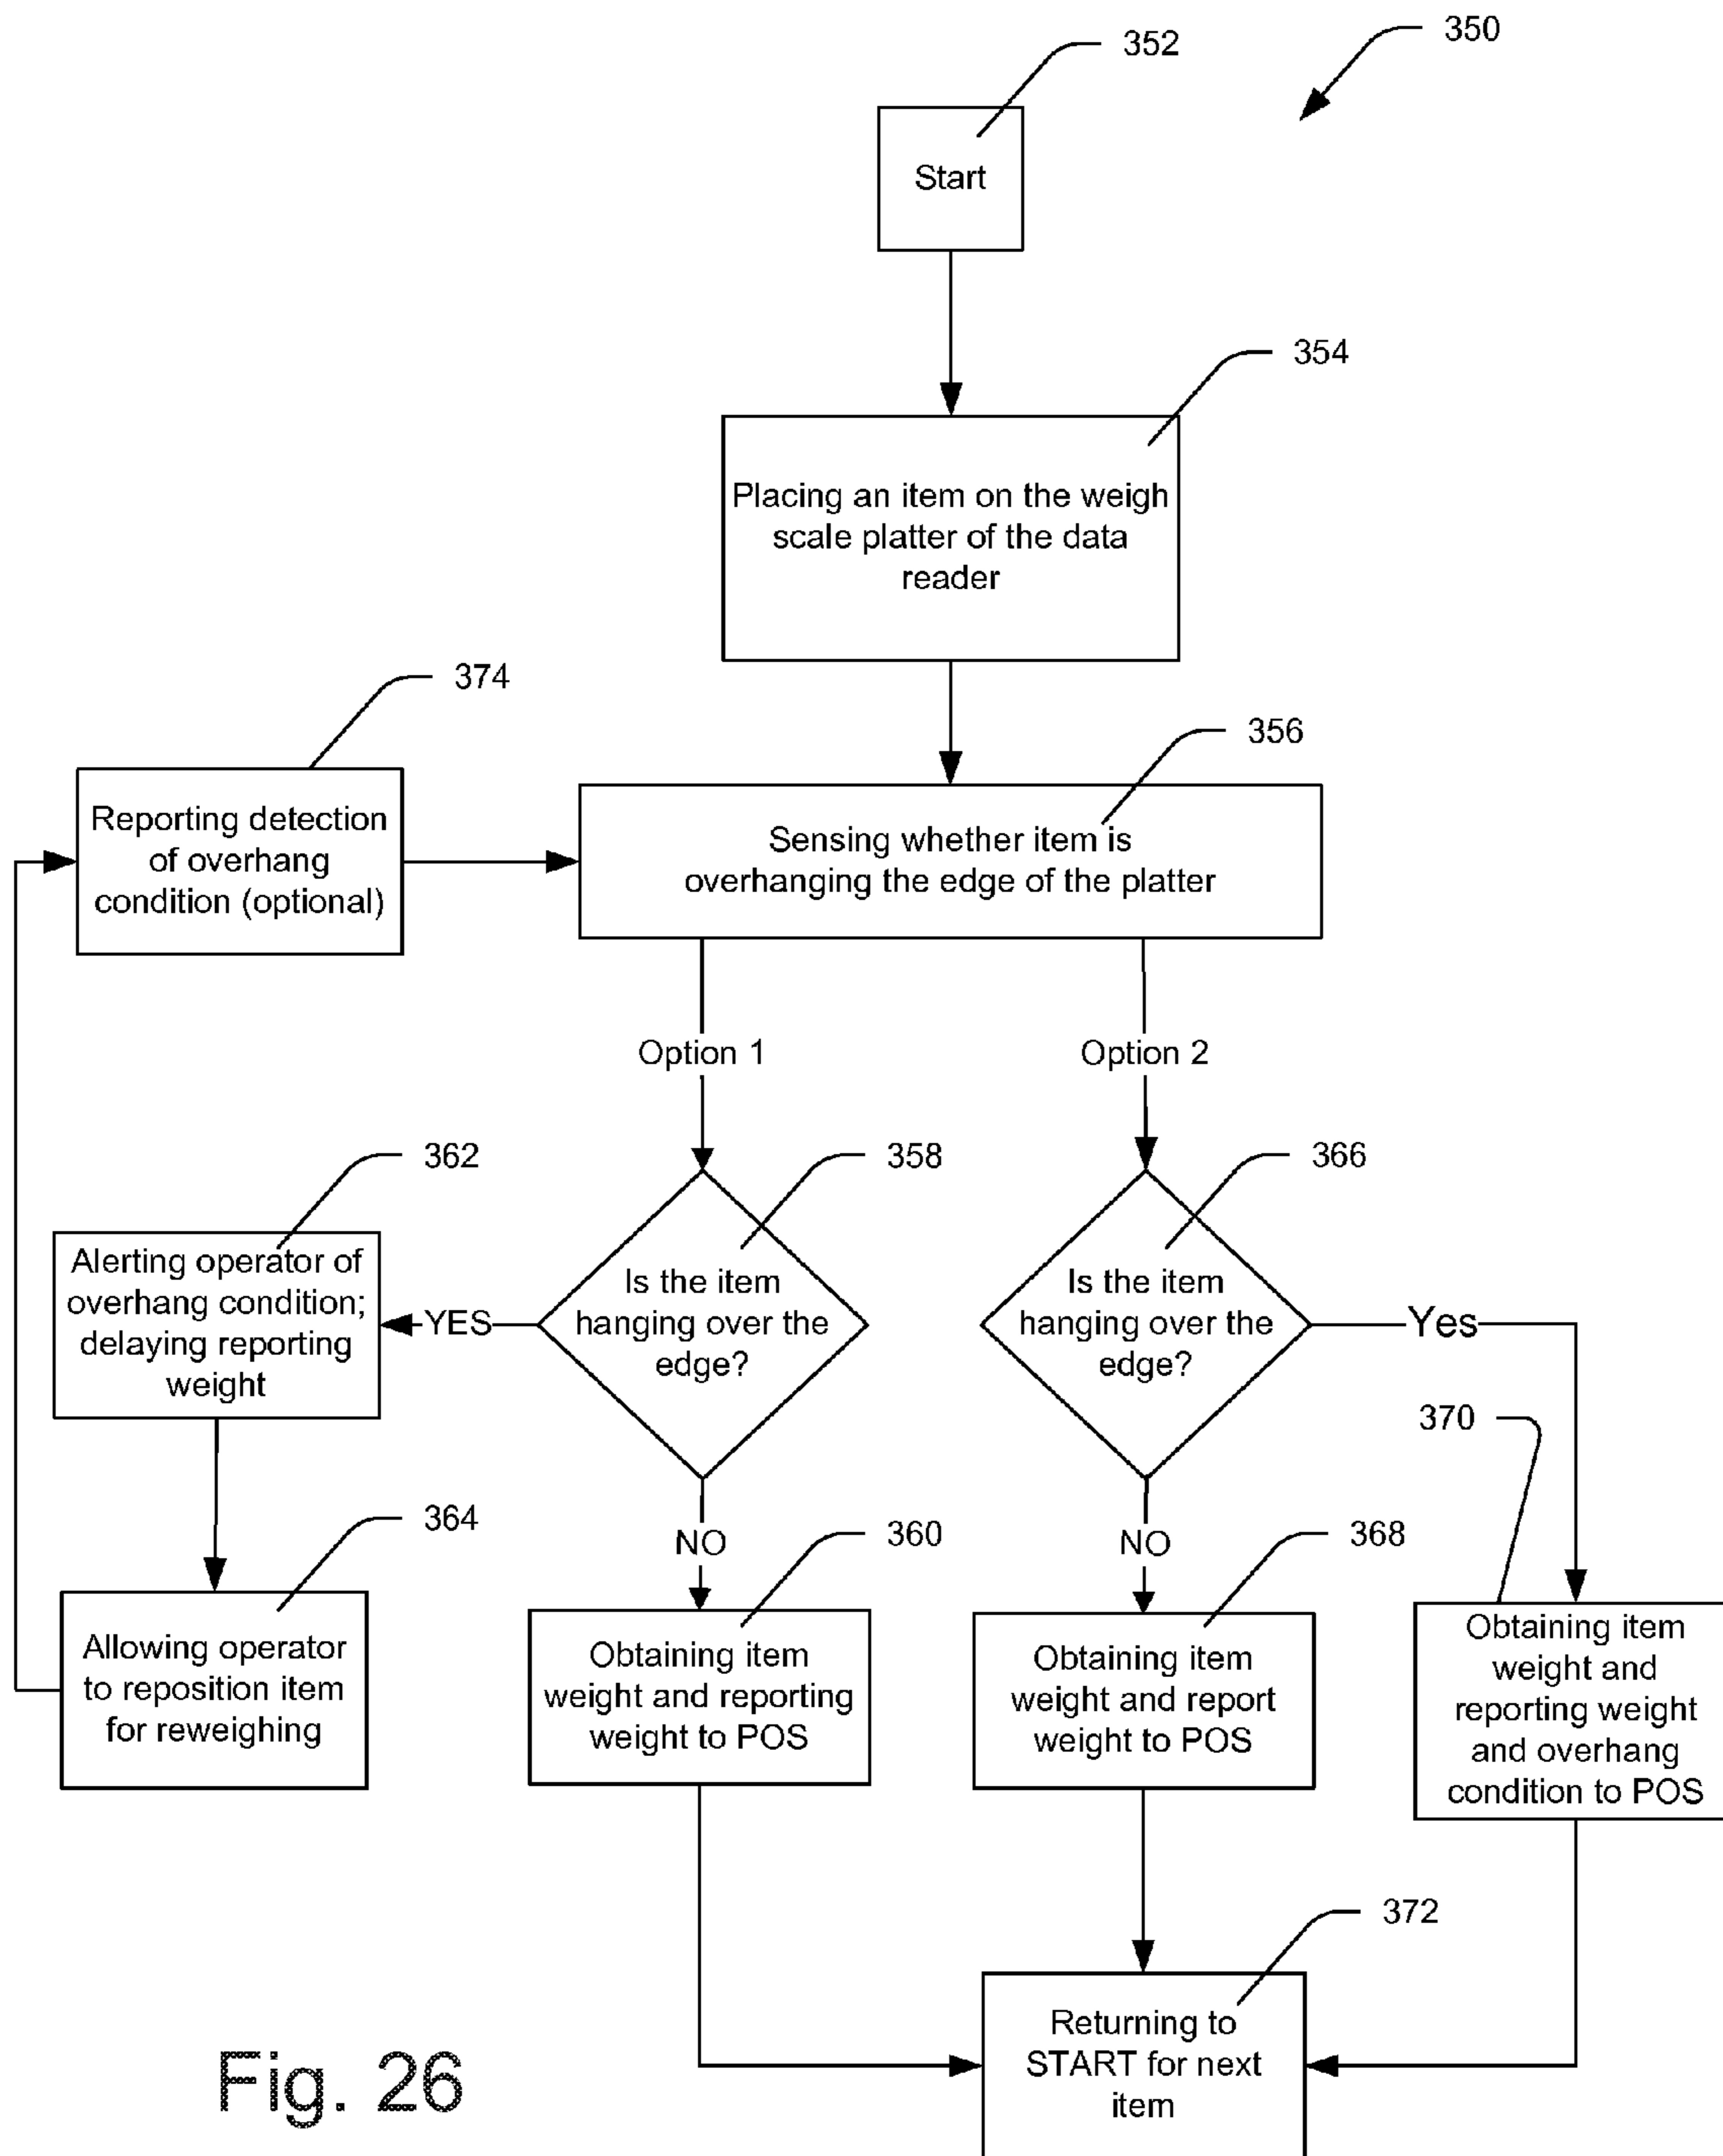 350
352
Start
354
Placing an item on the weigh
scale platter of the data
reader
374
356
Reporting detection
of overhang
condition (optional)
Sensing whether item is
overhanging the edge of the platter
Option 1
Option 2
362
358
366
Alerting operator of
overhang condition;
delaying reporting
weight
YES
Is the item
hanging over the
edge?
Is the item
hanging over the
edge?
Yes
370
364
NO
360
NO
368
Allowing operator
to reposition item
for reweighing
Obtaining item
weight and reporting
weight to POS
Obtaining item
weight and report
weight to POS
Obtaining item
weight and
reporting weight
and overhang
condition to POS
372
Returning to
START for next
item
Fig. 26